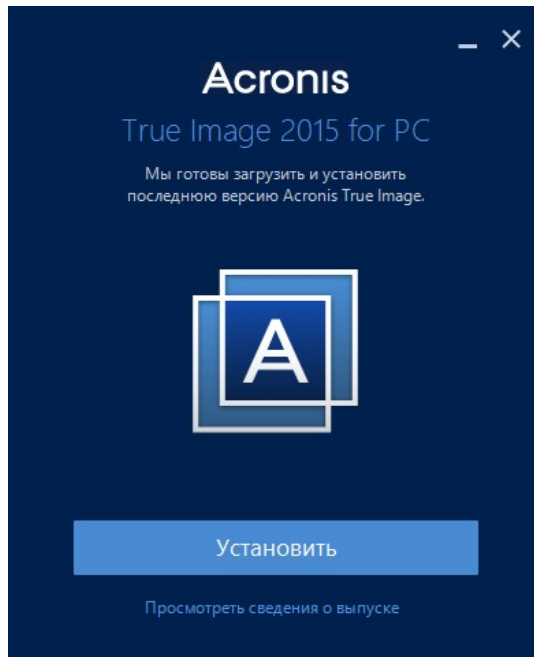 Acronis
True Image 2015 for PC
Мы готовы загрузить и установить
последнюю версию Acronis True Image.
A
Установить
Просмотреть сведения о выпуске